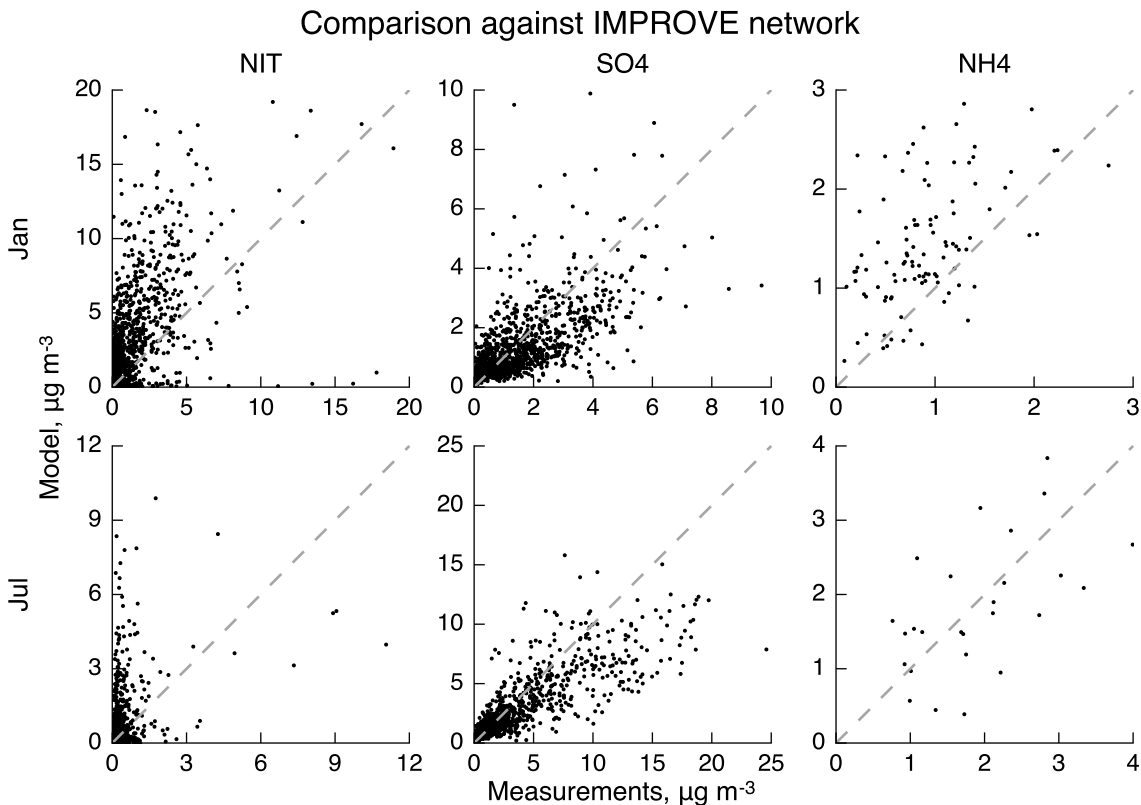 Comparison against IMPROVE network
NIT SO4 NH4
Jan
20 15 10 5 0
0 5 10 15 20
10 8 6 4 2 0
0 2 4 6 8 10
3 2 1 0
0 1 2 3
Model, µg m-3
Jul
12 9 6 3 0
0 3 6 9 12
25 20 15 10 5 0
0 5 10 15 20 25
4 3 2 1 0
0 1 2 3 4
Measurements, µg m-3